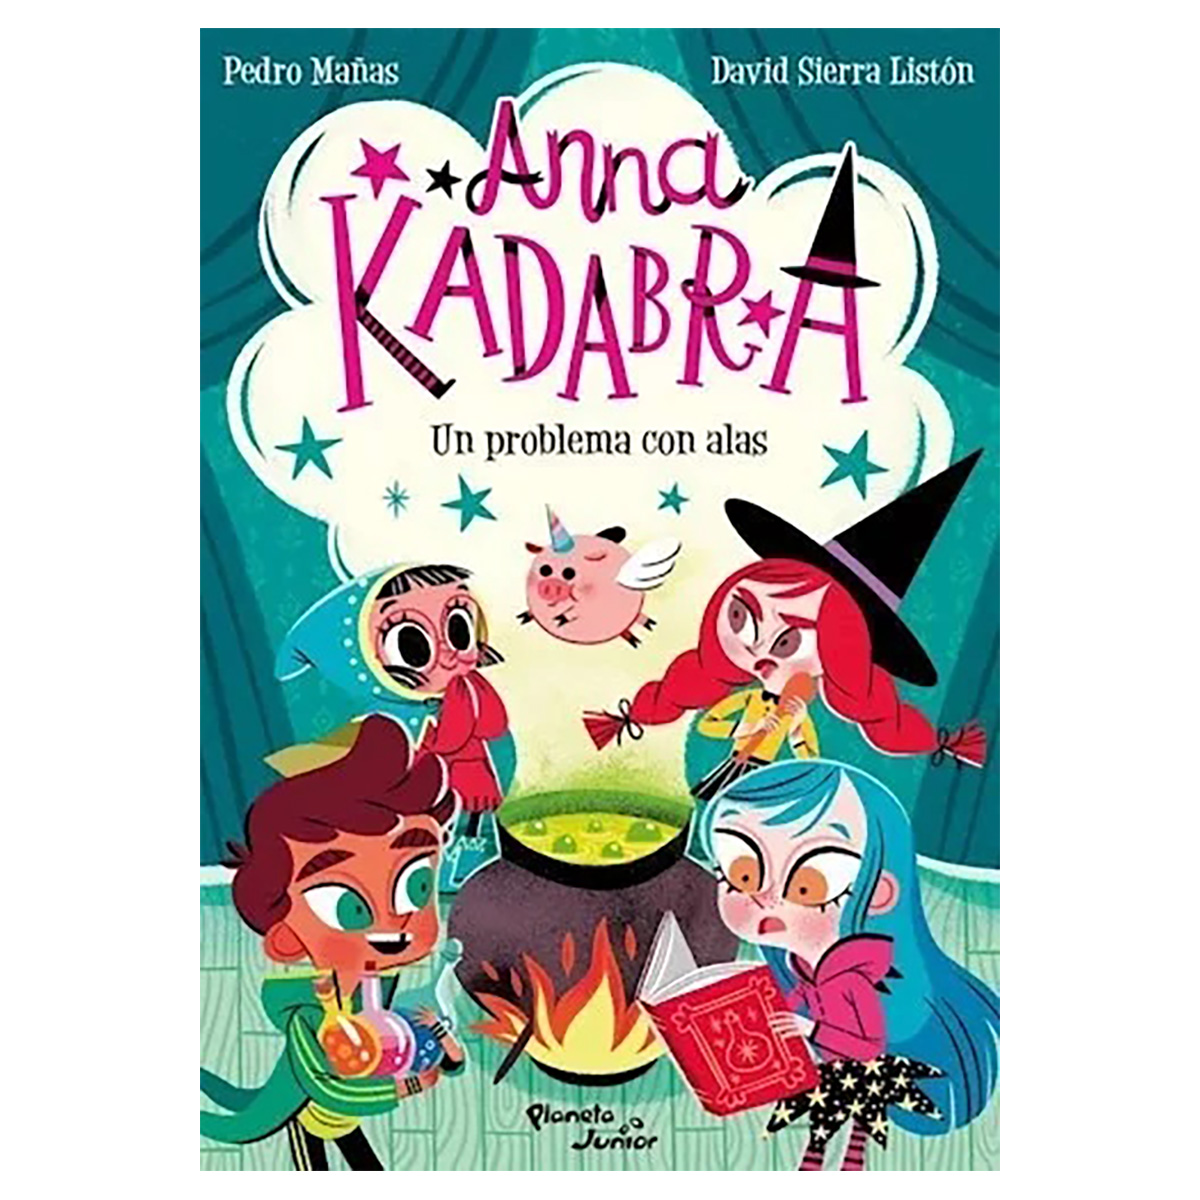 Pedro Mañas
David Sierra Listón
Anna
KADABRA
Un problema con alas
Planeta
Junior